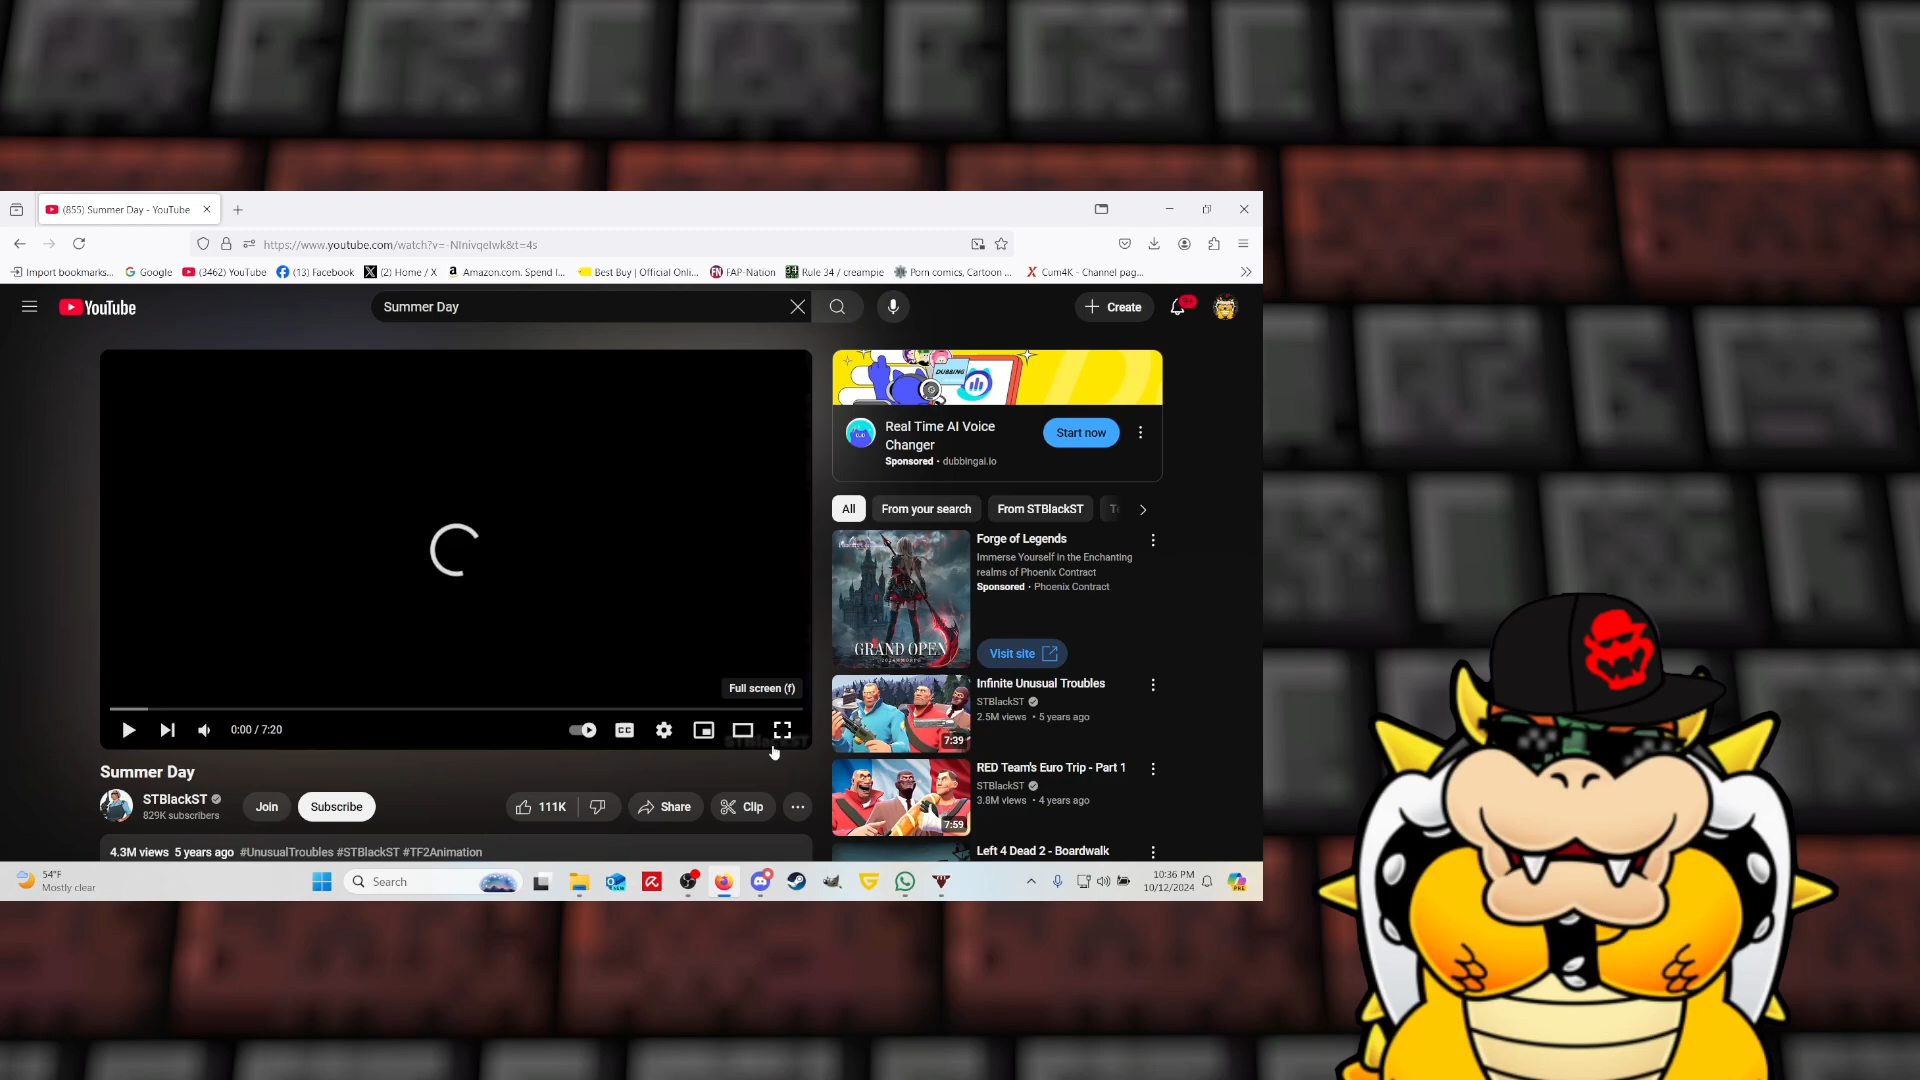 (855) Summer Day - YouTube
https://www.youtube.com/watch?v=-NlnivqeIwk&t=4s
Import bookmarks...
Google
(3462) YouTube
(13) Facebook
(2) Home / X
Amazon.com. Spend l...
Best Buy | Official Onli...
FAP-Nation
Rule 34 / creampie
Porn comics, Cartoon ...
Cum4K - Channel pag...
YouTube
Summer Day
Create
9+
DUBBING
Real Time AI Voice
Changer
Start now
Sponsored • dubbingai.io
All
From your search
From STBlackST
Forge of Legends
Immerse Yourself in the Enchanting
realms of Phoenix Contract
Sponsored • Phoenix Contract
GRAND OPEN
Visit site
Full screen (f)
0:00 / 7:20
CC
STBlackST
Infinite Unusual Troubles
STBlackST
2.5M views • 5 years ago
7:39
RED Team's Euro Trip - Part 1
STBlackST
3.8M views • 4 years ago
7:59
Left 4 Dead 2 - Boardwalk
Summer Day
STBlackST
829K subscribers
Join
Subscribe
111K
Share
Clip
4.3M views 5 years ago #UnusualTroubles #STBlackST #TF2Animation
54°F
Mostly clear
Search
10:36 PM
10/12/2024
PRE